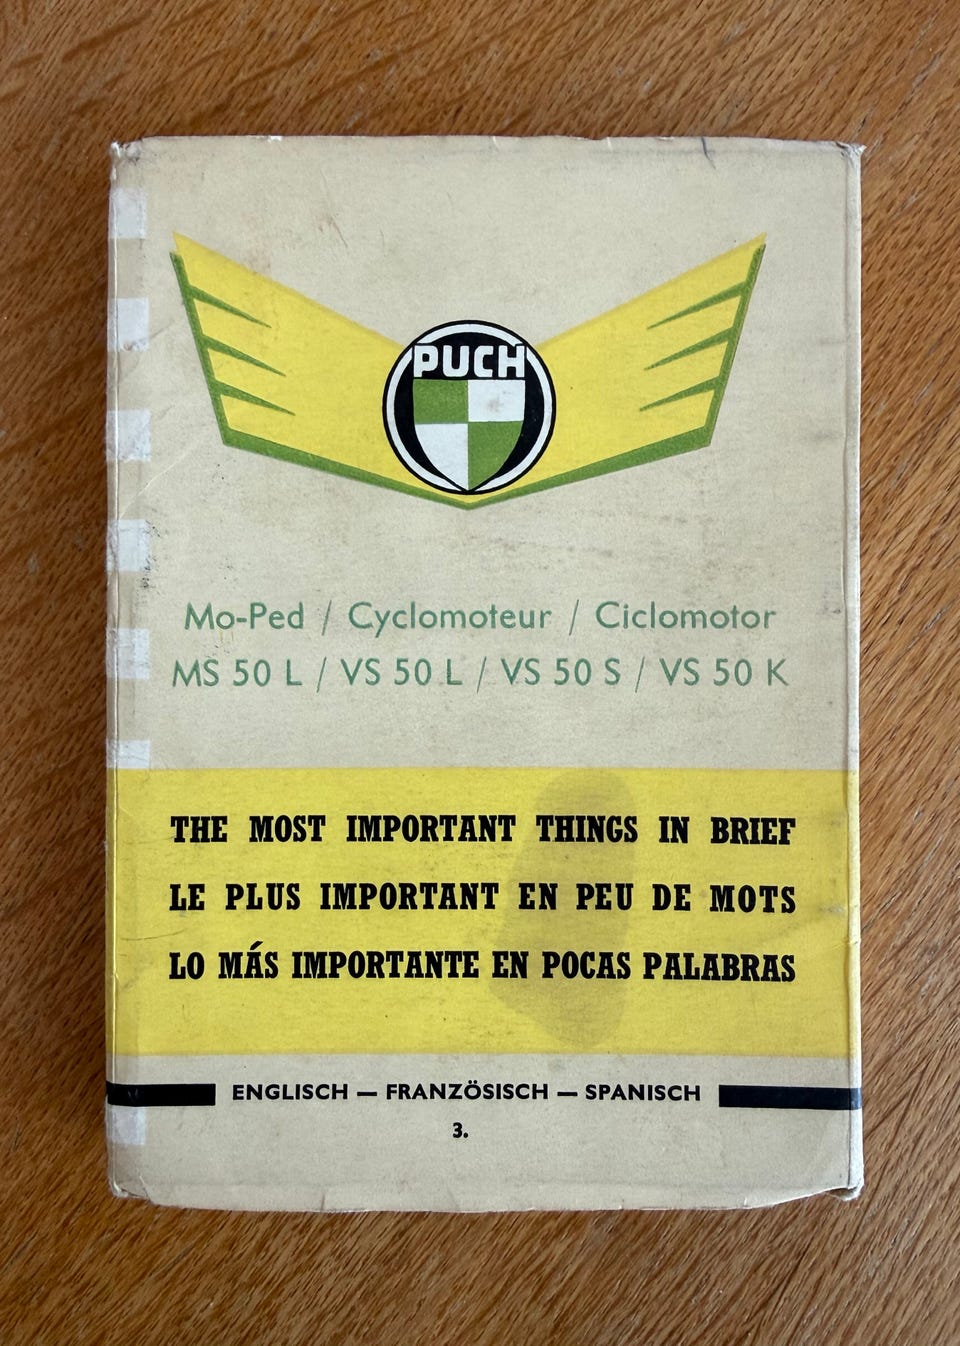 PUCH
Mo-Ped / Cyclomoteur / Ciclomotor
MS 50 L / VS 50 L / VS 50 S / VS 50 K
THE MOST IMPORTANT THINGS IN BRIEF
LE PLUS IMPORTANT EN PEU DE MOTS
LO MÁS IMPORTANTE EN POCAS PALABRAS
ENGLISCH — FRANZÖSISCH — SPANISCH
3.